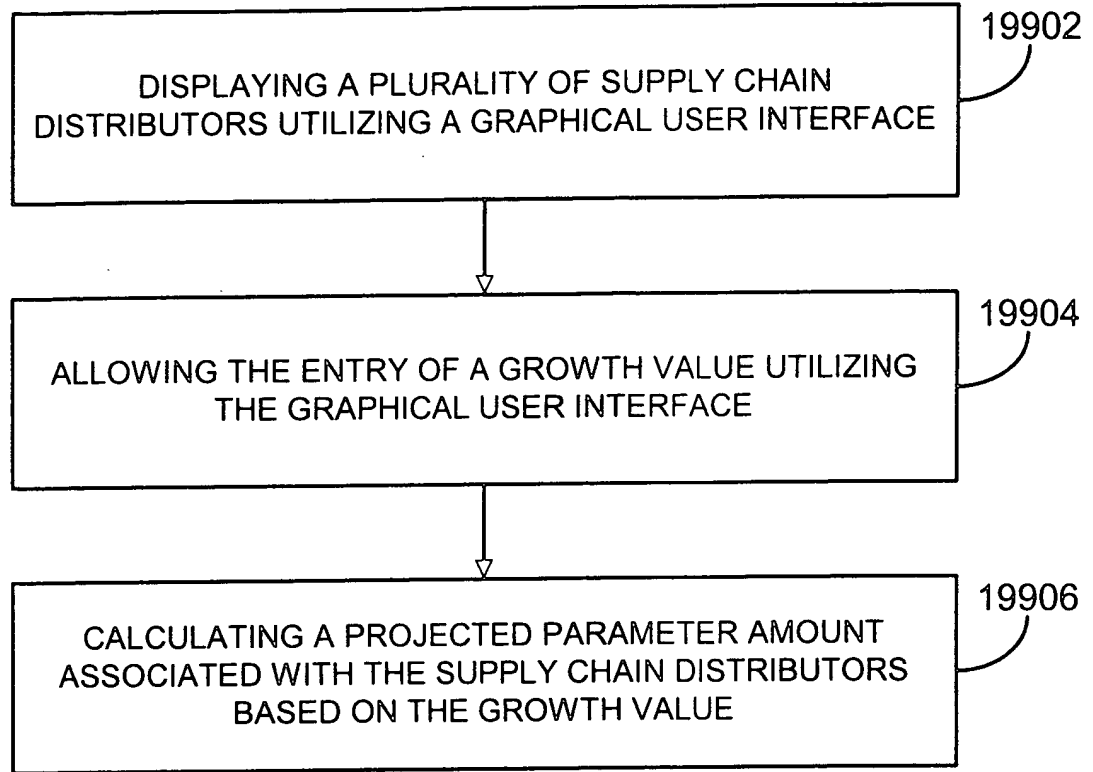 19902
DISPLAYING A PLURALITY OF SUPPLY CHAIN
DISTRIBUTORS UTILIZING A GRAPHICAL USER INTERFACE
19904
ALLOWING THE ENTRY OF A GROWTH VALUE UTILIZING
THE GRAPHICAL USER INTERFACE
19906
CALCULATING A PROJECTED PARAMETER AMOUNT
ASSOCIATED WITH THE SUPPLY CHAIN DISTRIBUTORS
BASED ON THE GROWTH VALUE